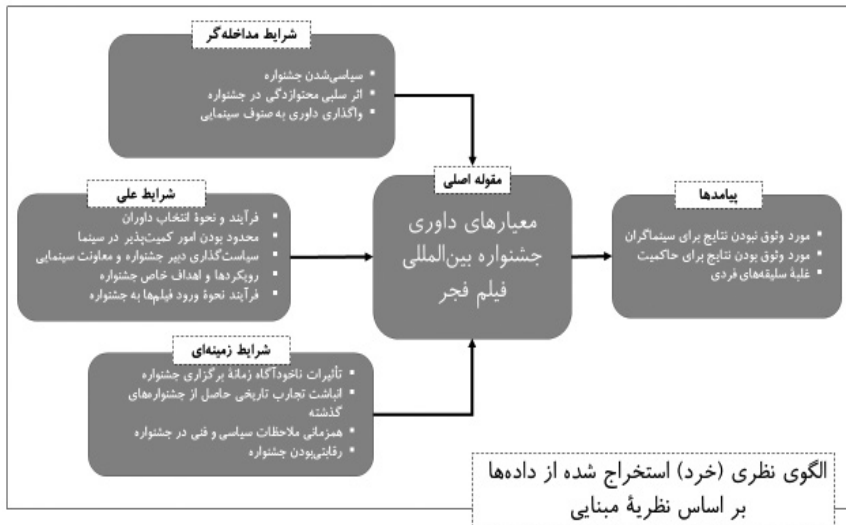 شرایط مداخله‌گر
سیاسی‌شدن جشنواره
اثر سلبی محتوازدگی در جشنواره
واگذاری داوری به صنوف سینمایی
شرایط علی
فرآیند و نحوۀ انتخاب داوران
محدود بودن امور کمیت‌پذیر در سینما
سیاست‌گذاری دبیر جشنواره و معاونت سینمایی
رویکردها و اهداف خاص جشنواره
فرآیند نحوۀ ورود فیلم‌ها به جشنواره
شرایط زمینه‌ای
تأثیرات ناخودآگاه زمانۀ برگزاری جشنواره
انباشت تجارب تاریخی حاصل از جشنواره‌های
گذشته
همزمانی ملاحظات سیاسی و فنی در جشنواره
رقابتی‌بودن جشنواره
مقوله اصلی
معیارهای داوری
جشنواره بین‌المللی
فیلم فجر
پیامدها
مورد وثوق نبودن نتایج برای سینماگران
مورد وثوق بودن نتایج برای حاکمیت
غلبۀ سلیقه‌های فردی
الگوی نظری (خرد) استخراج شده از داده‌ها
بر اساس نظریۀ مبنایی